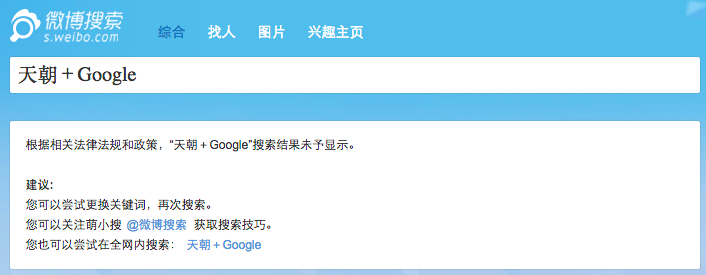 微博搜索
s.weibo.com
综合 找人 图片 兴趣主页
天朝＋Google
根据相关法律法规和政策，“天朝＋Google”搜索结果未予显示。
建议:
您可以尝试更换关键词，再次搜索。
您可以关注萌小搜 @微博搜索 获取搜索技巧。
您也可以尝试在全网内搜索： 天朝＋Google